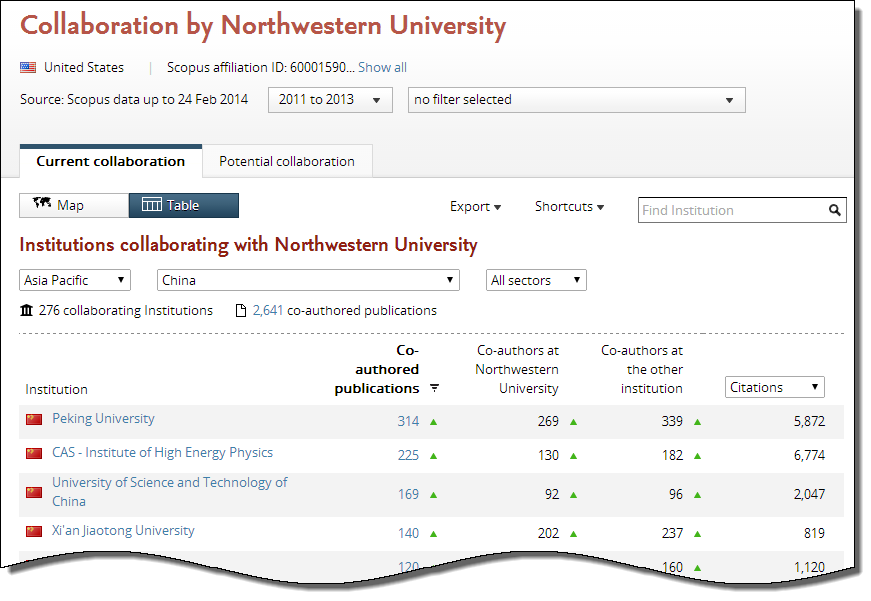 Collaboration by Northwestern University
United States | Scopus affiliation ID: 60001590... Show all
Source: Scopus data up to 24 Feb 2014 2011 to 2013 no filter selected
Current collaboration Potential collaboration
Map Table Export Shortcuts Find Institution
Institutions collaborating with Northwestern University
Asia Pacific China All sectors
276 collaborating Institutions 2,641 co-authored publications
Co- Co-authors at Co-authors at
authored Northwestern the other
Institution publications University institution Citations
Peking University 314 269 339 5,872
CAS - Institute of High Energy Physics 225 130 182 6,774
University of Science and Technology of
China 169 92 96 2,047
Xi'an Jiaotong University 140 202 237 819
120 160 1,120